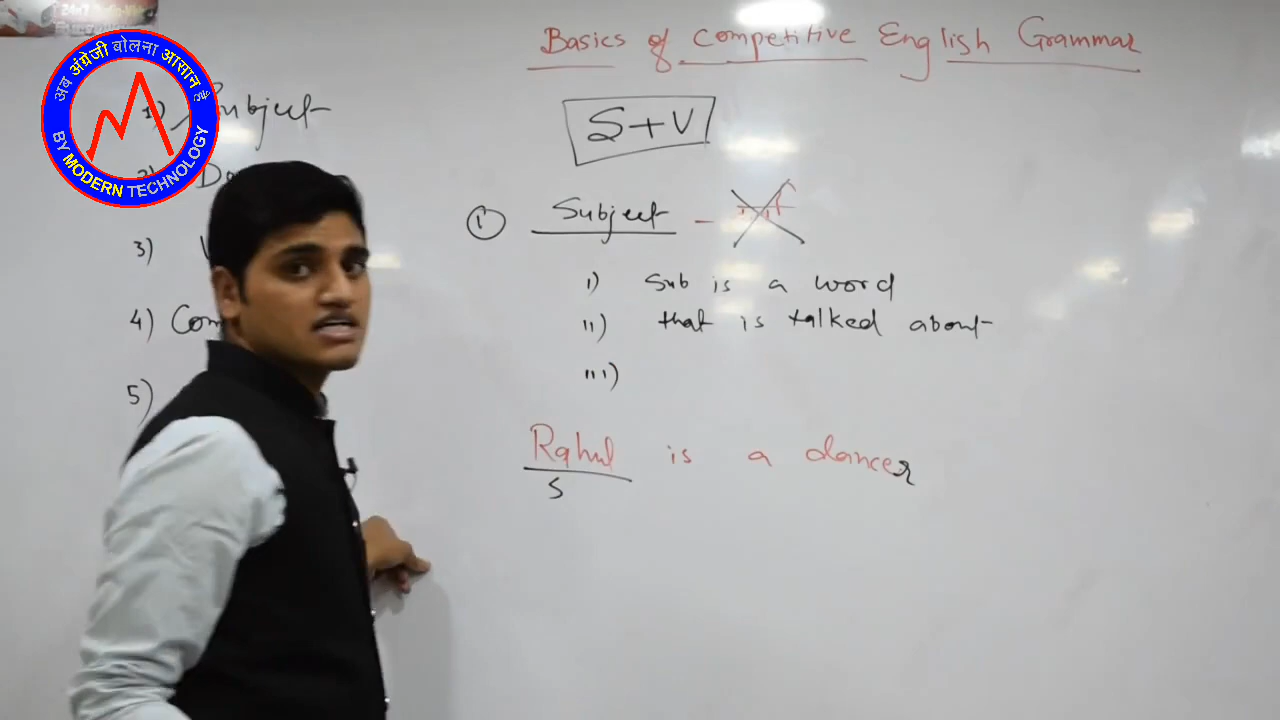 Basics of Competitive English Grammar
अब अंग्रेजी बोलना आसान है
BY MODERN TECHNOLOGY
1) Subject
3)
4)
5)
S+V
1 Subject -
i) Sub is a word
ii) that is talked about
iii)
Rahul is a dancer
S